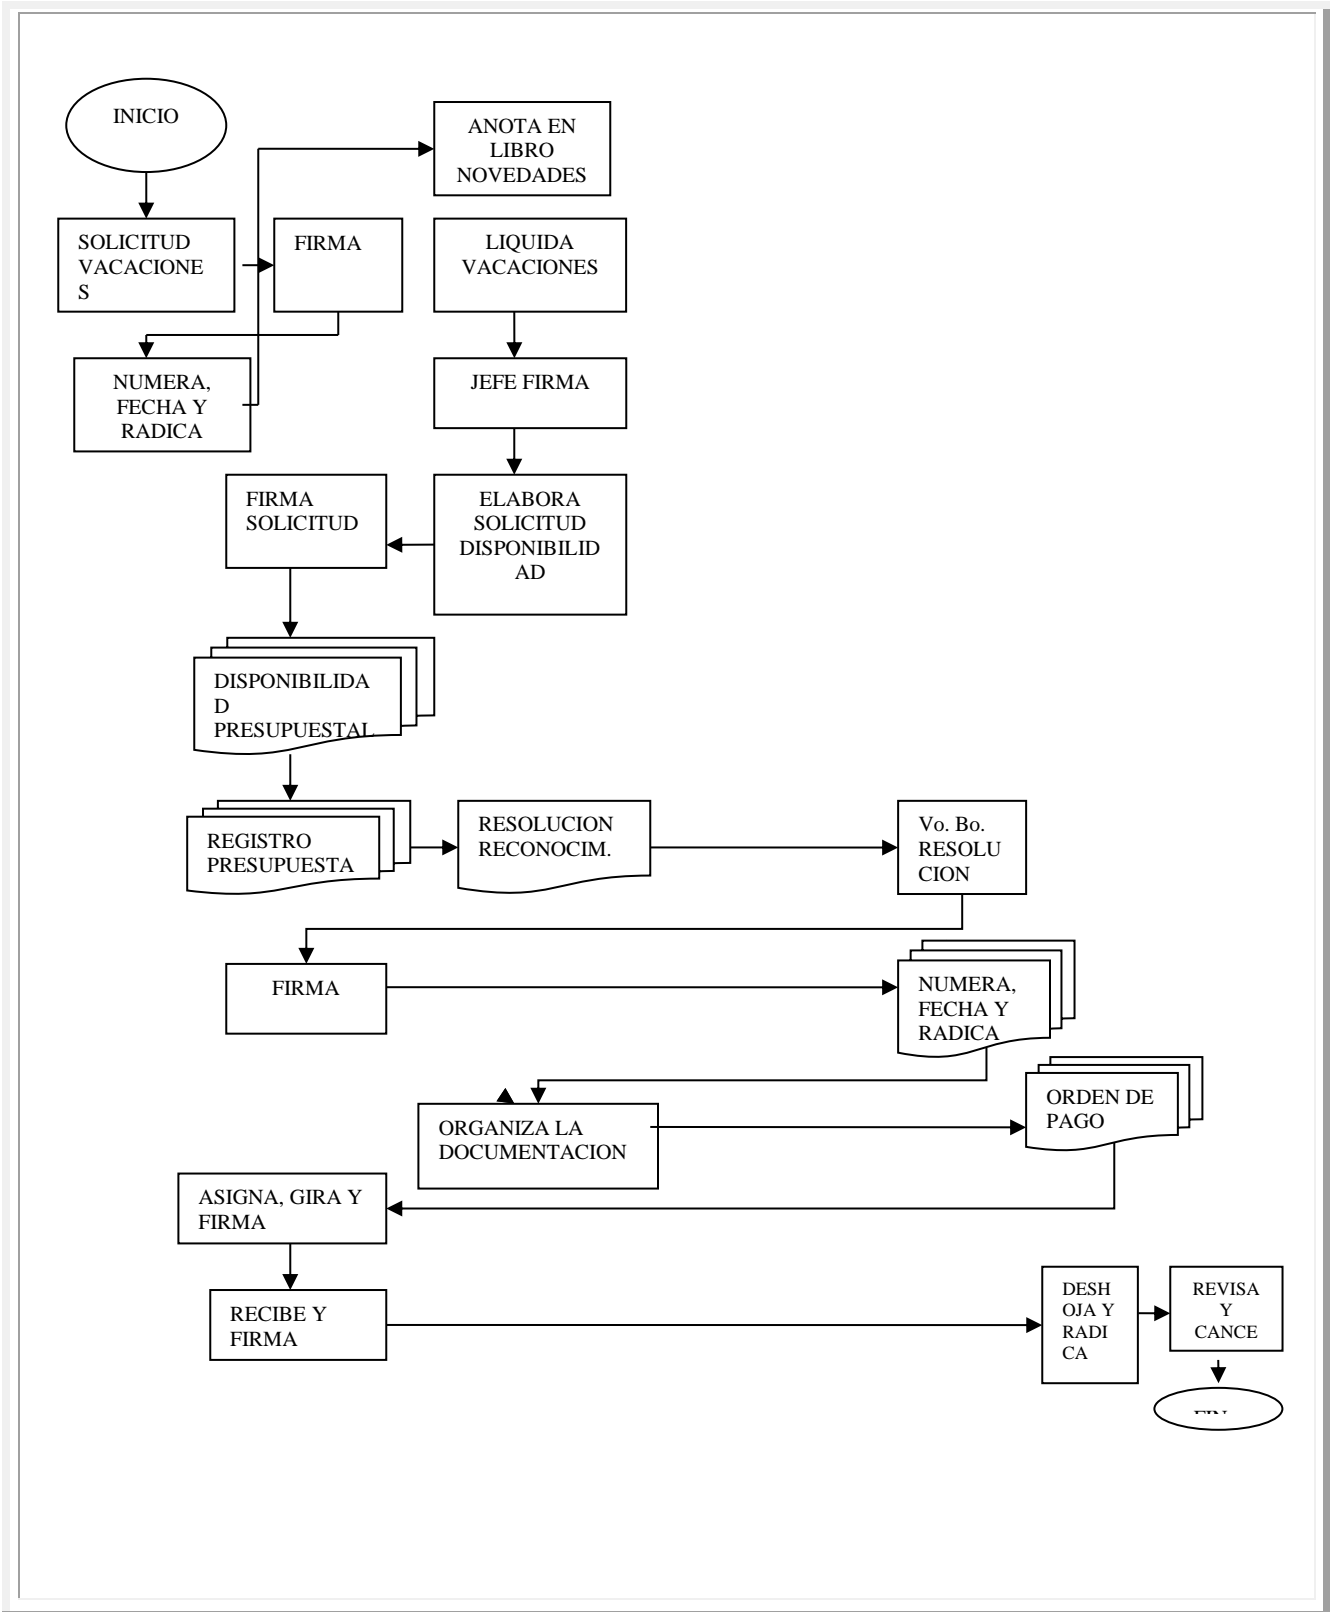 INICIO
ANOTA EN
LIBRO
NOVEDADES
SOLICITUD
VACACIONE
S
FIRMA
LIQUIDA
VACACIONES
NUMERA,
FECHA Y
RADICA
JEFE FIRMA
FIRMA
SOLICITUD
ELABORA
SOLICITUD
DISPONIBILID
AD
DISPONIBILIDA
D
PRESUPUESTAL
REGISTRO
PRESUPUESTA
RESOLUCION
RECONOCIM.
Vo. Bo.
RESOLU
CION
FIRMA
NUMERA,
FECHA Y
RADICA
ORGANIZA LA
DOCUMENTACION
ORDEN DE
PAGO
ASIGNA, GIRA Y
FIRMA
RECIBE Y
FIRMA
DESH
OJA Y
RADI
CA
REVISA
Y
CANCE
FIN